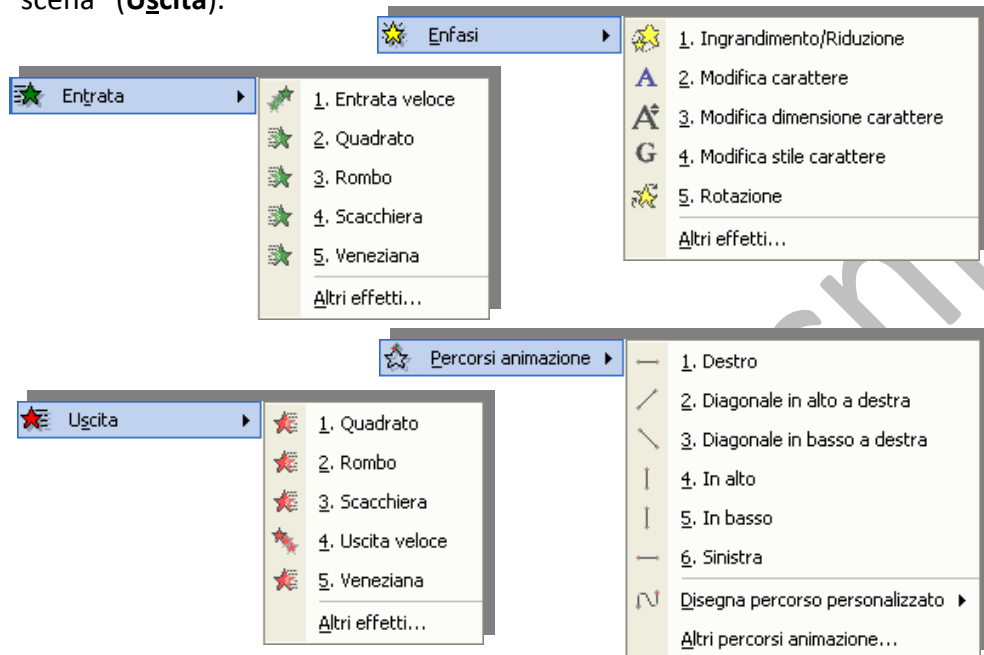 scena" (Uscita).
Enfasi
1. Ingrandimento/Riduzione
2. Modifica carattere
3. Modifica dimensione carattere
4. Modifica stile carattere
5. Rotazione
Altri effetti...
Entrata
1. Entrata veloce
2. Quadrato
3. Rombo
4. Scacchiera
5. Veneziana
Altri effetti...
Percorsi animazione
1. Destro
2. Diagonale in alto a destra
3. Diagonale in basso a destra
4. In alto
5. In basso
6. Sinistra
Disegna percorso personalizzato
Altri percorsi animazione...
Uscita
1. Quadrato
2. Rombo
3. Scacchiera
4. Uscita veloce
5. Veneziana
Altri effetti...